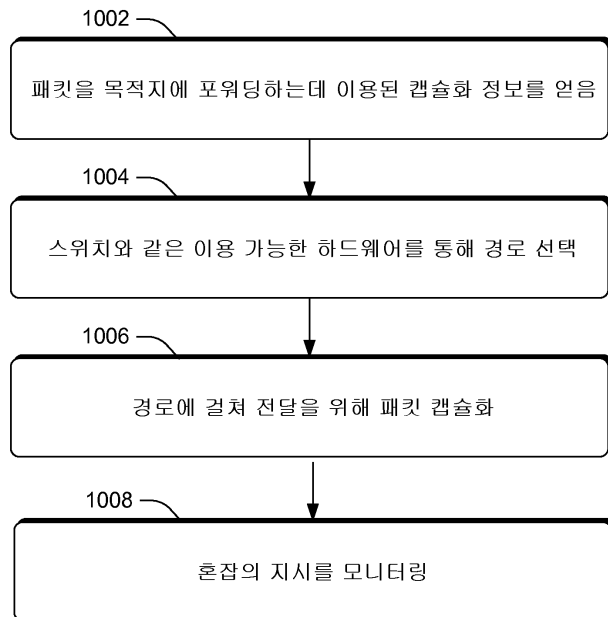 1002
패킷을 목적지에 포워딩하는데 이용된 캡슐화 정보를 얻음
1004
스위치와 같은 이용 가능한 하드웨어를 통해 경로 선택
1006
경로에 걸쳐 전달을 위해 패킷 캡슐화
1008
혼잡의 지시를 모니터링